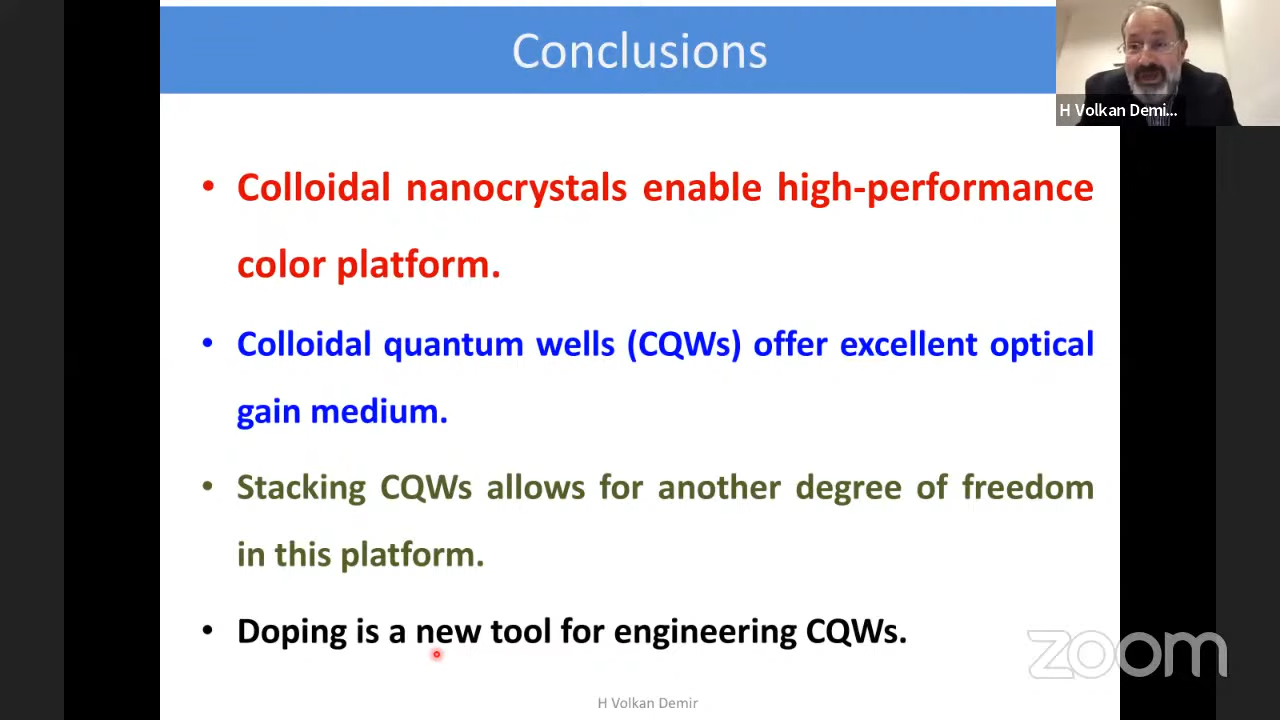 Conclusions
H Volkan Demi...
• Colloidal nanocrystals enable high-performance
color platform.
• Colloidal quantum wells (CQWs) offer excellent optical
gain medium.
• Stacking CQWs allows for another degree of freedom
in this platform.
• Doping is a new tool for engineering CQWs.
zoom
H Volkan Demir